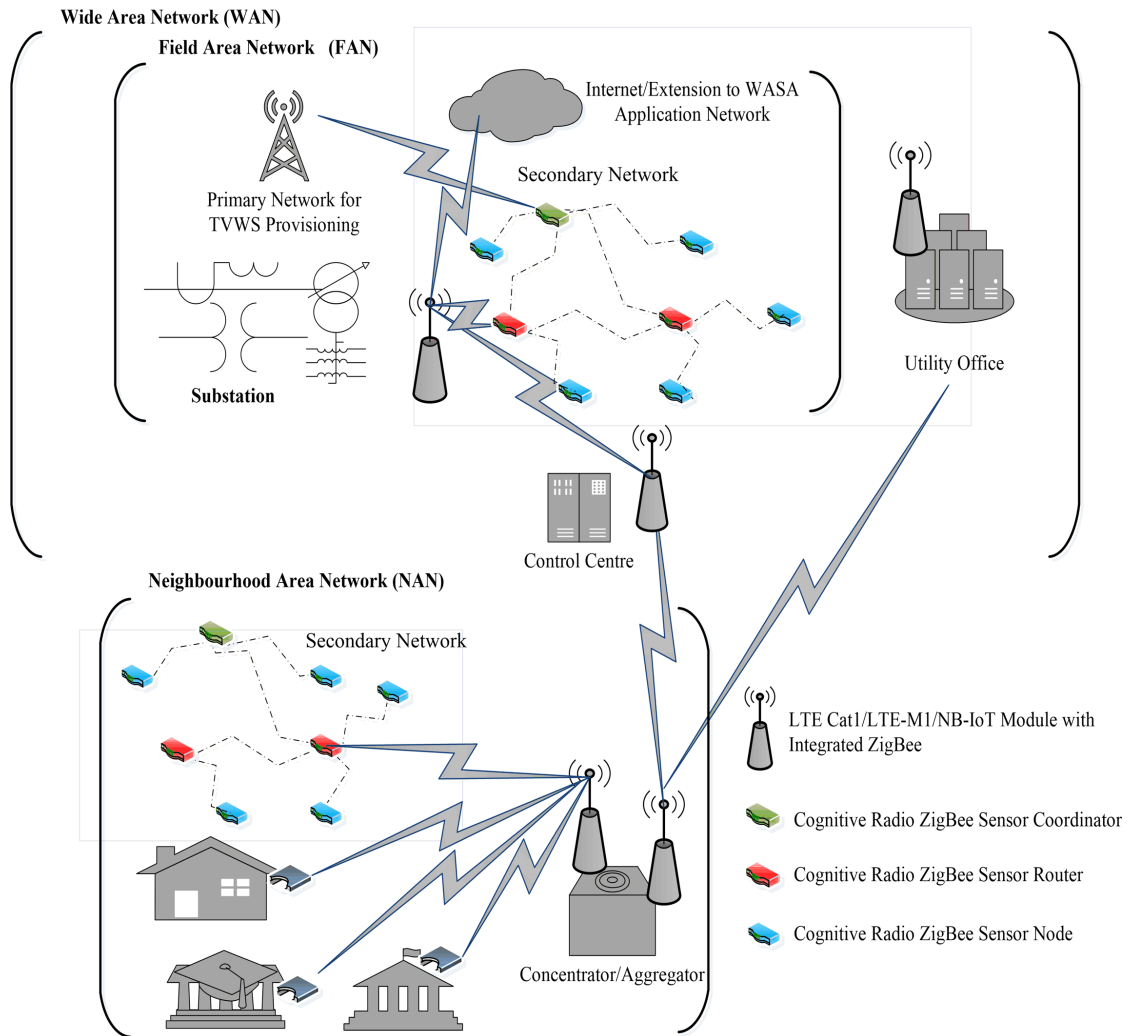 Wide Area Network (WAN)
Field Area Network (FAN)
Internet/Extension to WASA
Application Network
Primary Network for
TVWS Provisioning
Secondary Network
Substation
Utility Office
Control Centre
Neighbourhood Area Network (NAN)
Secondary Network
LTE Cat1/LTE-M1/NB-IoT Module with
Integrated ZigBee
Cognitive Radio ZigBee Sensor Coordinator
Cognitive Radio ZigBee Sensor Router
Cognitive Radio ZigBee Sensor Node
Concentrator/Aggregator